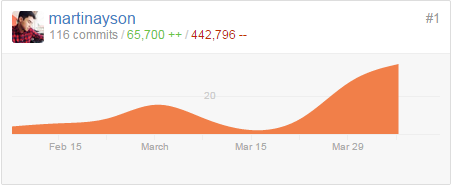 martinayson
#1
116 commits / 65,700 ++ / 442,796 --
20
Feb 15 March Mar 15 Mar 29